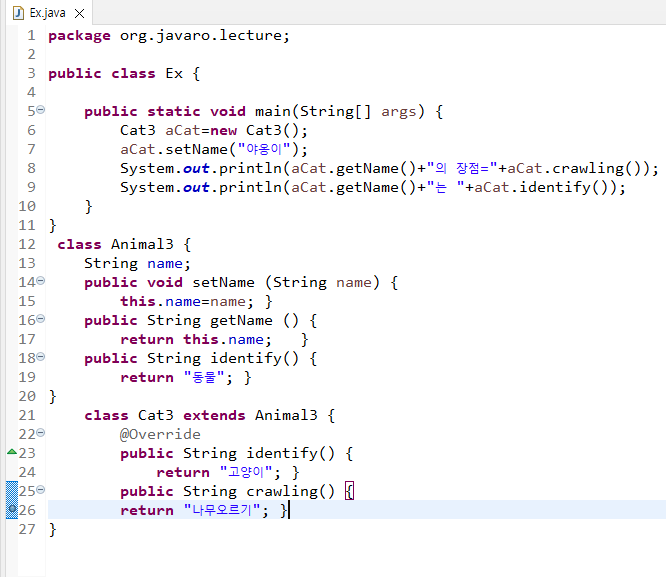 Ex.java
1 package org.javaro.lecture;
2
3 public class Ex {
4
5     public static void main(String[] args) {
6         Cat3 aCat=new Cat3();
7         aCat.setName("야옹이");
8         System.out.println(aCat.getName()+"의 장점="+aCat.crawling());
9         System.out.println(aCat.getName()+"는 "+aCat.identify());
10     }
11 }
12  class Animal3 {
13     String name;
14     public void setName (String name) {
15         this.name=name; }
16     public String getName () {
17         return this.name;   }
18     public String identify() {
19         return "동물"; }
20 }
21     class Cat3 extends Animal3 {
22         @Override
23         public String identify() {
24             return "고양이"; }
25         public String crawling() {
26         return "나무오르기"; }
27 }